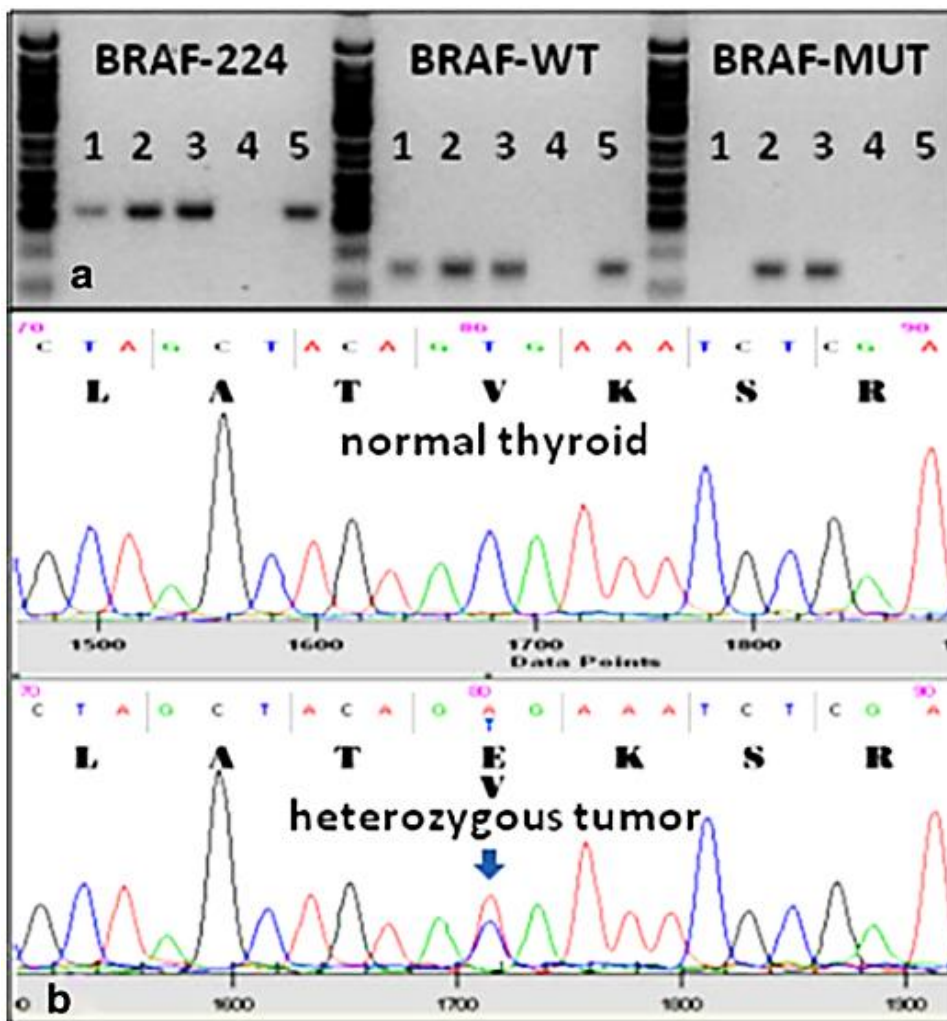 BRAF-224 BRAF-WT BRAF-MUT
1 2 3 4 5 1 2 3 4 5 1 2 3 4 5
a
70 80 90
C T A G C T A C A G T G A A A T C T C G A
L A T V K S R
normal thyroid
1500 1600 1700 1800
Data Points
70 80 90
C T A G C T A C A G A G A A A T C T C G A
T
L A T E K S R
V
heterozygous tumor
b 1600 1700 1800 1900